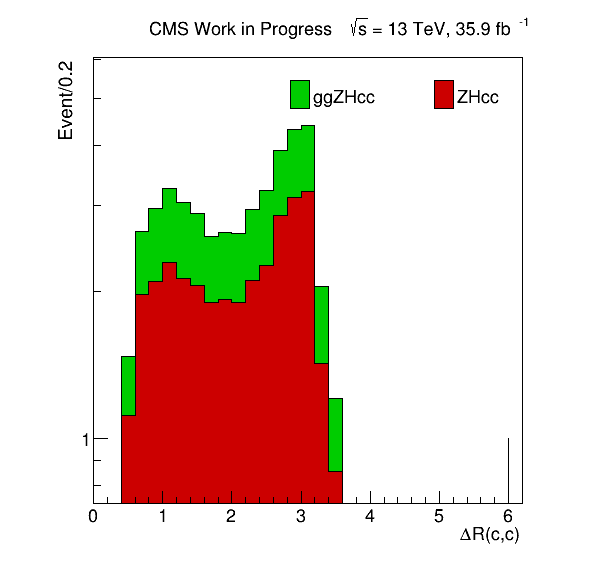 CMS Work in Progress √s = 13 TeV, 35.9 fb -1
Event/0.2
ggZHcc ZHcc
1
0 1 2 3 4 5 6
ΔR(c,c)